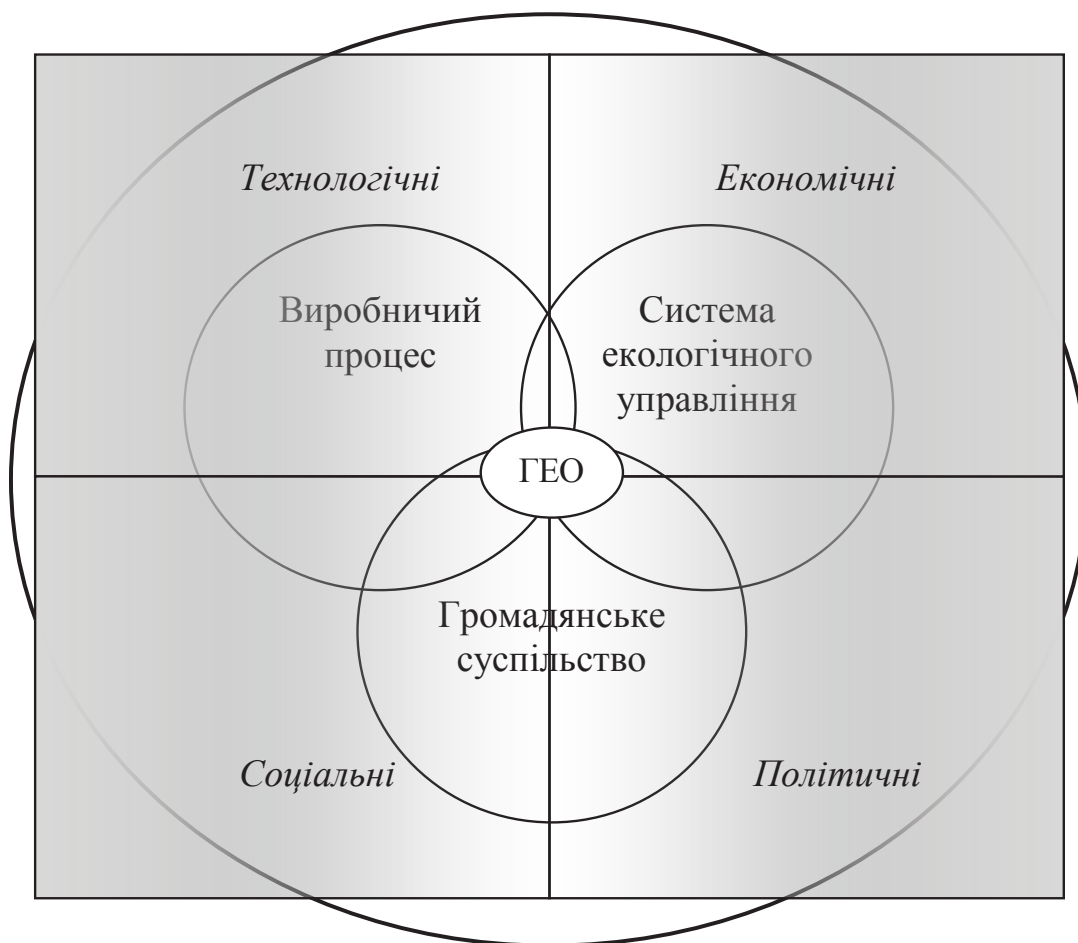 Технологічні
Економічні
Виробничий
процес
Система
екологічного
управління
ГЕО
Громадянське
суспільство
Соціальні
Політичні